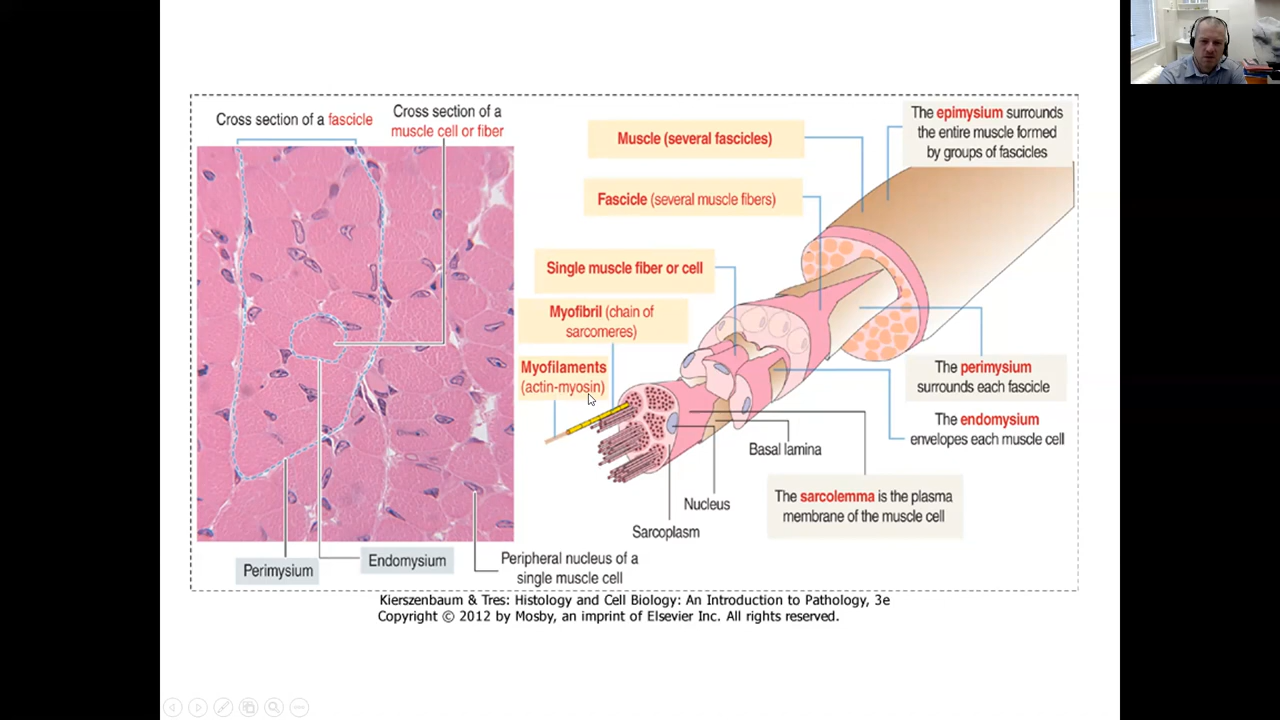 Cross section of a fascicle
Cross section of a
muscle cell or fiber
Muscle (several fascicles)
The epimysium surrounds
the entire muscle formed
by groups of fascicles
Fascicle (several muscle fibers)
Single muscle fiber or cell
Myofibril (chain of
sarcomeres)
Myofilaments
(actin-myosin)
The perimysium
surrounds each fascicle
The endomysium
envelopes each muscle cell
Basal lamina
Nucleus
The sarcolemma is the plasma
membrane of the muscle cell
Sarcoplasm
Perimysium
Endomysium
Peripheral nucleus of a
single muscle cell
Kierszenbaum & Tres: Histology and Cell Biology: An Introduction to Pathology, 3e
Copyright © 2012 by Mosby, an imprint of Elsevier Inc. All rights reserved.